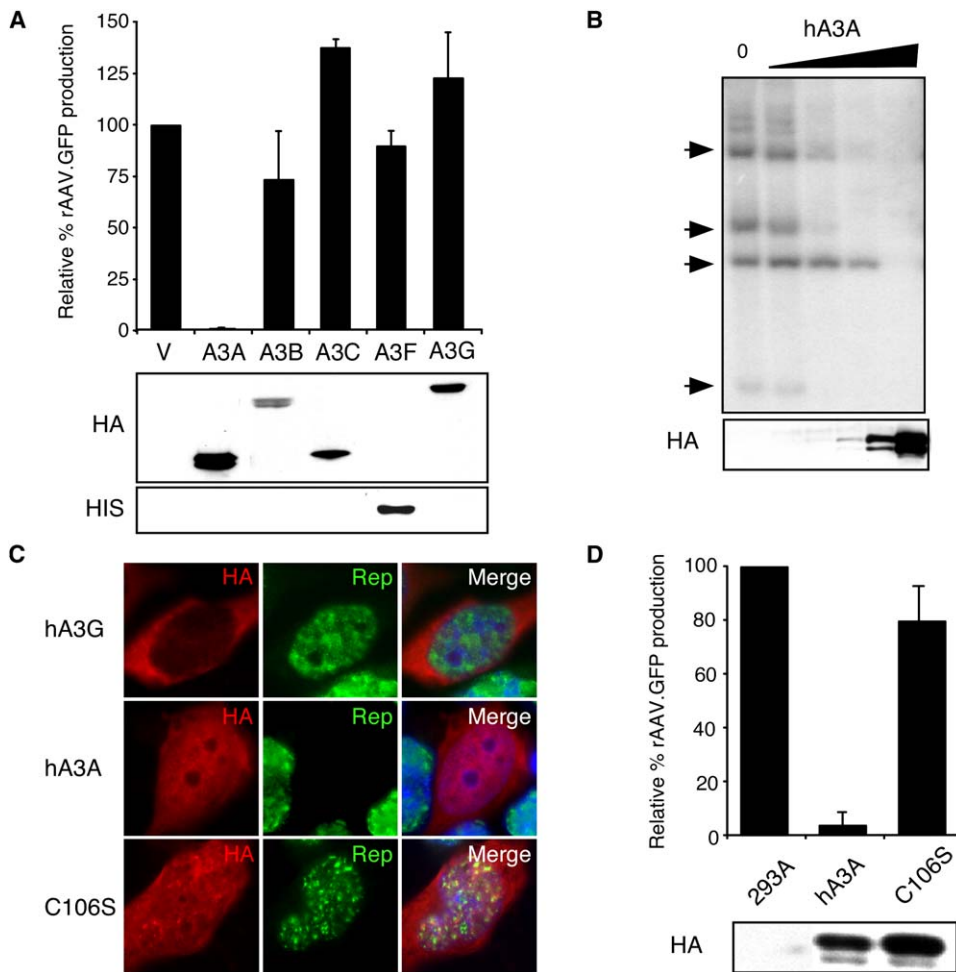 A
Relative % rAAV.GFP production
150
125
100
75
50
25
0
V A3A A3B A3C A3F A3G
HA
HIS
B
hA3A
0
HA
C
HA Rep Merge
hA3G
HA Rep Merge
hA3A
HA Rep Merge
C106S
D
Relative % rAAV.GFP production
100
80
60
40
20
0
293A hA3A C106S
HA